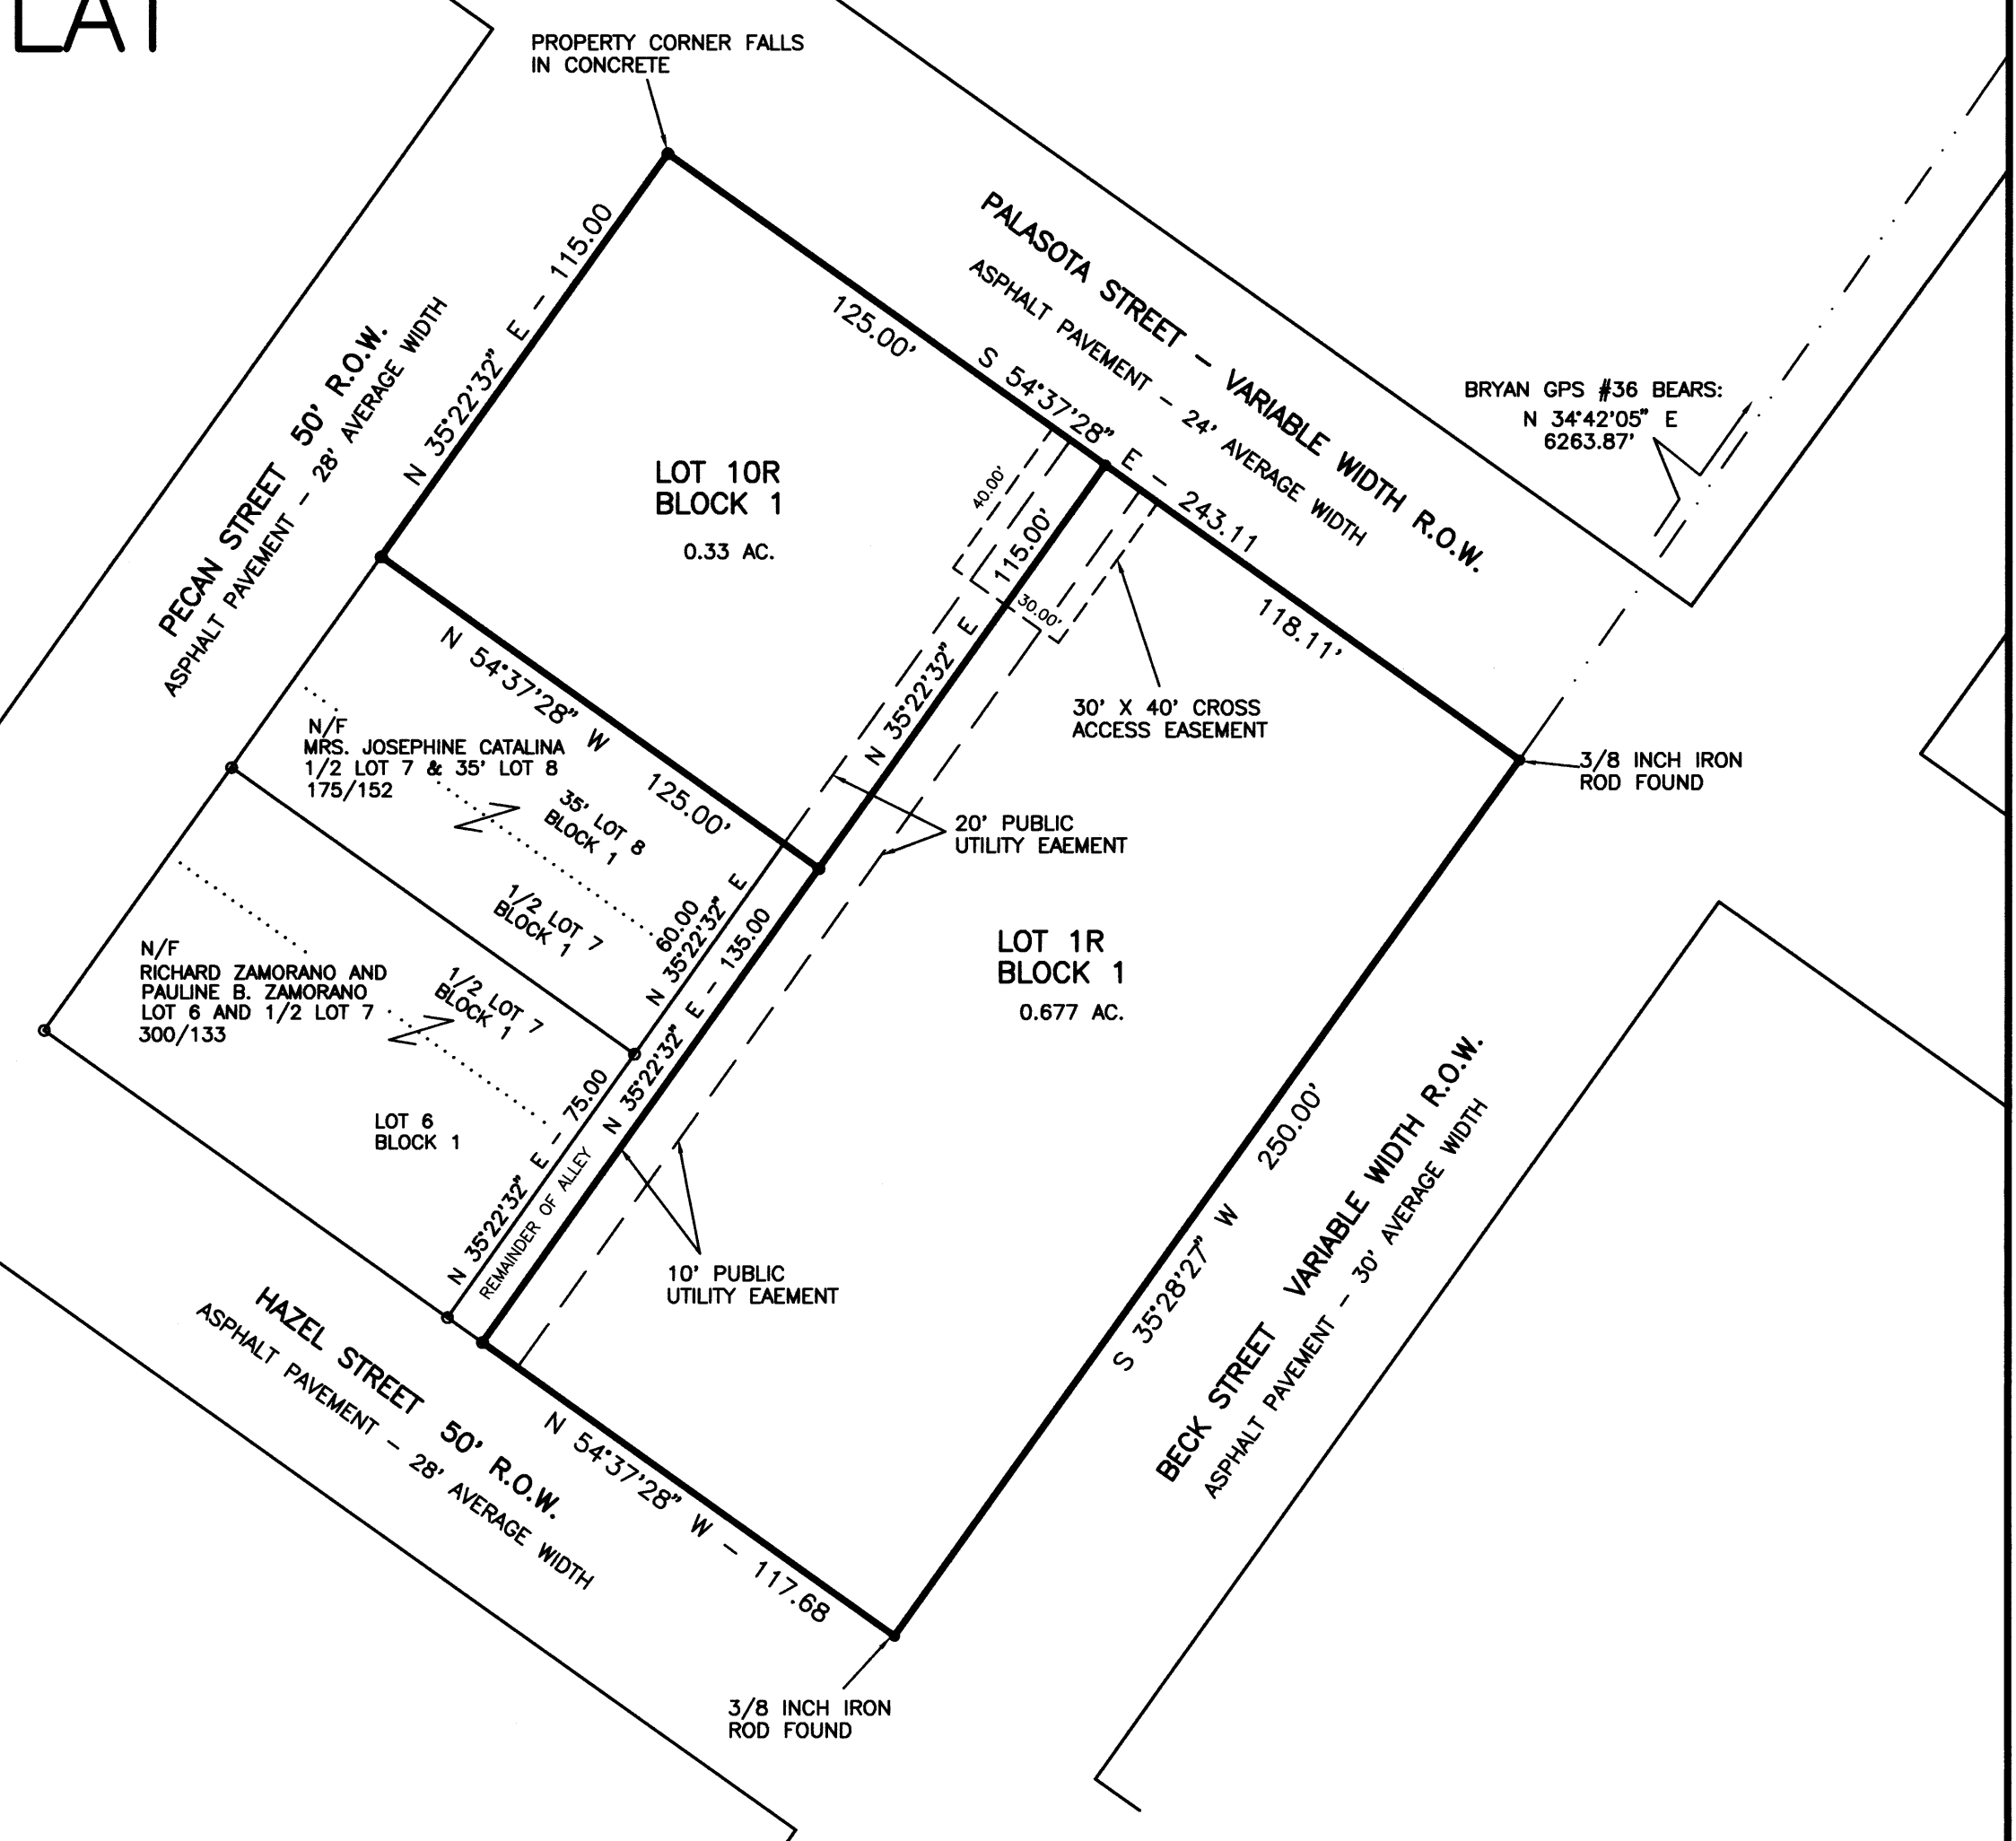 LAT
PROPERTY CORNER FALLS
IN CONCRETE
N 35°22'32" E - 115.00
PECAN STREET 50' R.O.W.
ASPHALT PAVEMENT - 28' AVERAGE WIDTH
125.00'
S 54°37'28" E - 243.11
118.11'
PALASOTA STREET - VARIABLE WIDTH R.O.W.
ASPHALT PAVEMENT - 24' AVERAGE WIDTH
BRYAN GPS #36 BEARS:
N 34°42'05" E
6263.87'
LOT 10R
BLOCK 1
0.33 AC.
40.00'
115.00'
N 35°22'32" E
30.00'
30' X 40' CROSS
ACCESS EASEMENT
3/8 INCH IRON
ROD FOUND
N 54°37'28" W
125.00'
N/F
MRS. JOSEPHINE CATALINA
1/2 LOT 7 & 35' LOT 8
175/152
35' LOT 8
BLOCK 1
1/2 LOT 7
BLOCK 1
20' PUBLIC
UTILITY EAEMENT
60.00
N 35°22'32" E
N 35°22'32" E - 135.00
LOT 1R
BLOCK 1
0.677 AC.
N/F
RICHARD ZAMORANO AND
PAULINE B. ZAMORANO
LOT 6 AND 1/2 LOT 7
300/133
1/2 LOT 7
BLOCK 1
LOT 6
BLOCK 1
N 35°22'32" E - 75.00
REMAINDER OF ALLEY
10' PUBLIC
UTILITY EAEMENT
S 35°28'27" W 250.00'
BECK STREET VARIABLE WIDTH R.O.W.
ASPHALT PAVEMENT - 30' AVERAGE WIDTH
HAZEL STREET 50' R.O.W.
ASPHALT PAVEMENT - 28' AVERAGE WIDTH
N 54°37'28" W - 117.68
3/8 INCH IRON
ROD FOUND